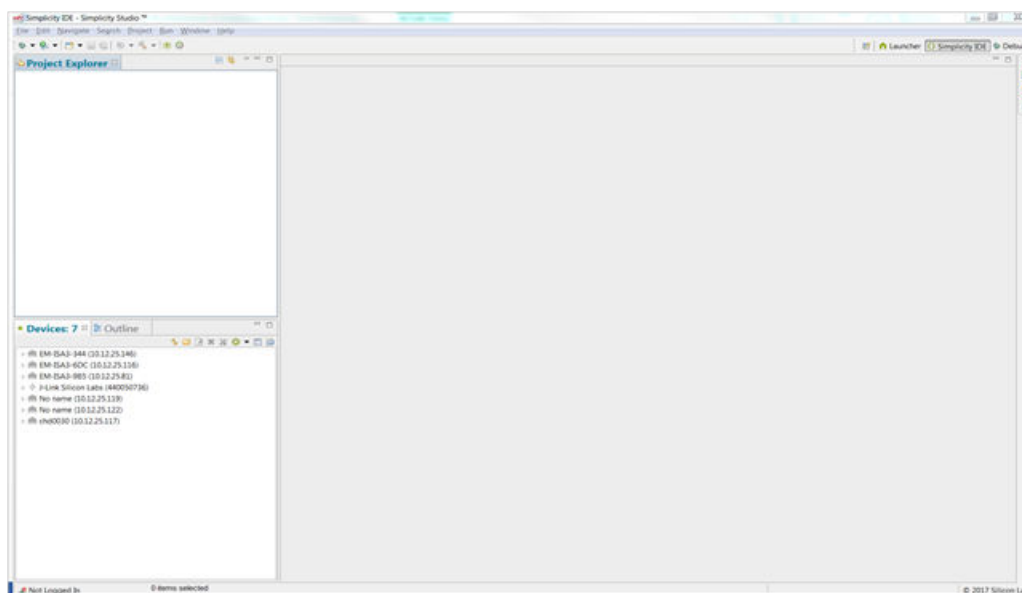 Simplicity IDE - Simplicity Studio ™
File Edit Navigate Search Project Run Window Help
Launcher Simplicity IDE Debu
Project Explorer
Devices: 7 Outline
EM-ISA3-344 (10.12.25.146)
EM-ISA3-6DC (10.12.25.116)
EM-ISA3-9B5 (10.12.25.81)
J-Link Silicon Labs (440050736)
No name (10.12.25.119)
No name (10.12.25.122)
chd0030 (10.12.25.117)
Not Logged In 0 items selected © 2017 Silicon La